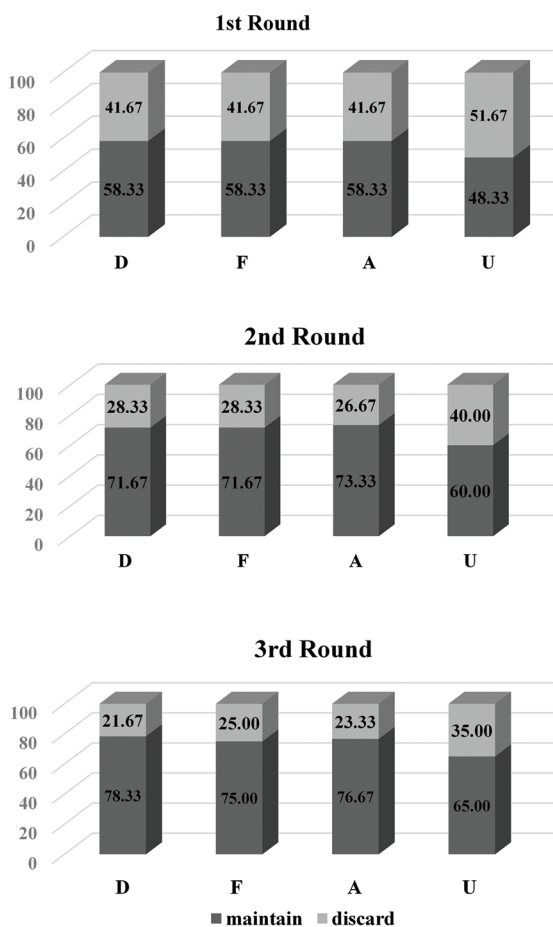 1st Round
100
80
60
40
20
0
41.67 41.67 41.67 51.67
58.33 58.33 58.33 48.33
D F A U
2nd Round
100
80
60
40
20
0
28.33 28.33 26.67 40.00
71.67 71.67 73.33 60.00
D F A U
3rd Round
100
80
60
40
20
0
21.67 25.00 23.33 35.00
78.33 75.00 76.67 65.00
D F A U
maintain discard